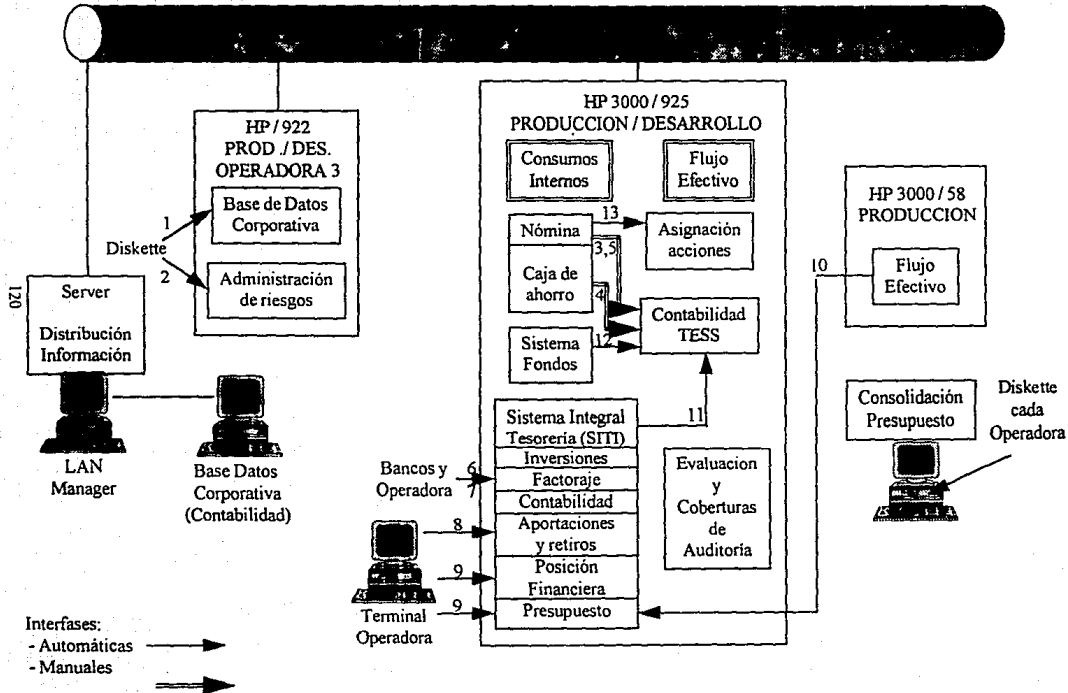 HP / 922
PROD ./ DES.
OPERADORA 3
Base de Datos
Corporativa
1
Diskette
2
Administración
de riesgos
120
Server
Distribución
Información
LAN
Manager
Base Datos
Corporativa
(Contabilidad)
HP 3000 / 925
PRODUCCION / DESARROLLO
Consumos
Internos
Flujo
Efectivo
Nómina
13
Asignación
acciones
3,5
Caja de
ahorro
4
Contabilidad
TESS
Sistema
Fondos
12
Sistema Integral
Tesorería (SITI)
11
Inversiones
Factoraje
Contabilidad
Aportaciones
y retiros
Posición
Financiera
Presupuesto
Evaluacion
y
Coberturas
de
Auditoría
Bancos y
Operadora
6
7
8
9
9
Terminal
Operadora
HP 3000 / 58
PRODUCCION
10
Flujo
Efectivo
Consolidación
Presupuesto
Diskette
cada
Operadora
Interfases:
- Automáticas
- Manuales